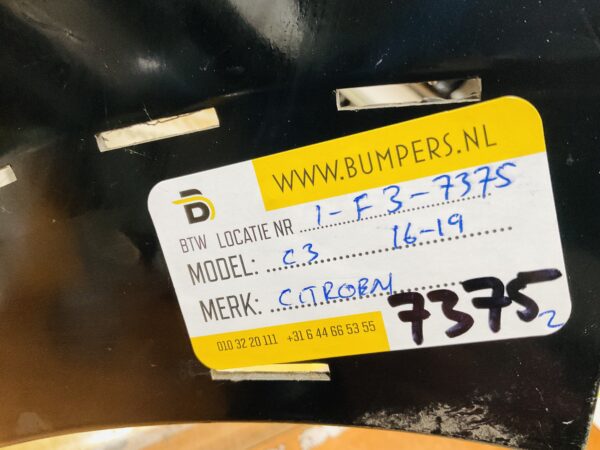 WWW.BUMPERS.NL
B
BTW LOCATIE NR 1-F3-7375
MODEL: C3 16-19
MERK: CITROEN
7375
2
010 32 20 111 +31 6 44 66 53 55